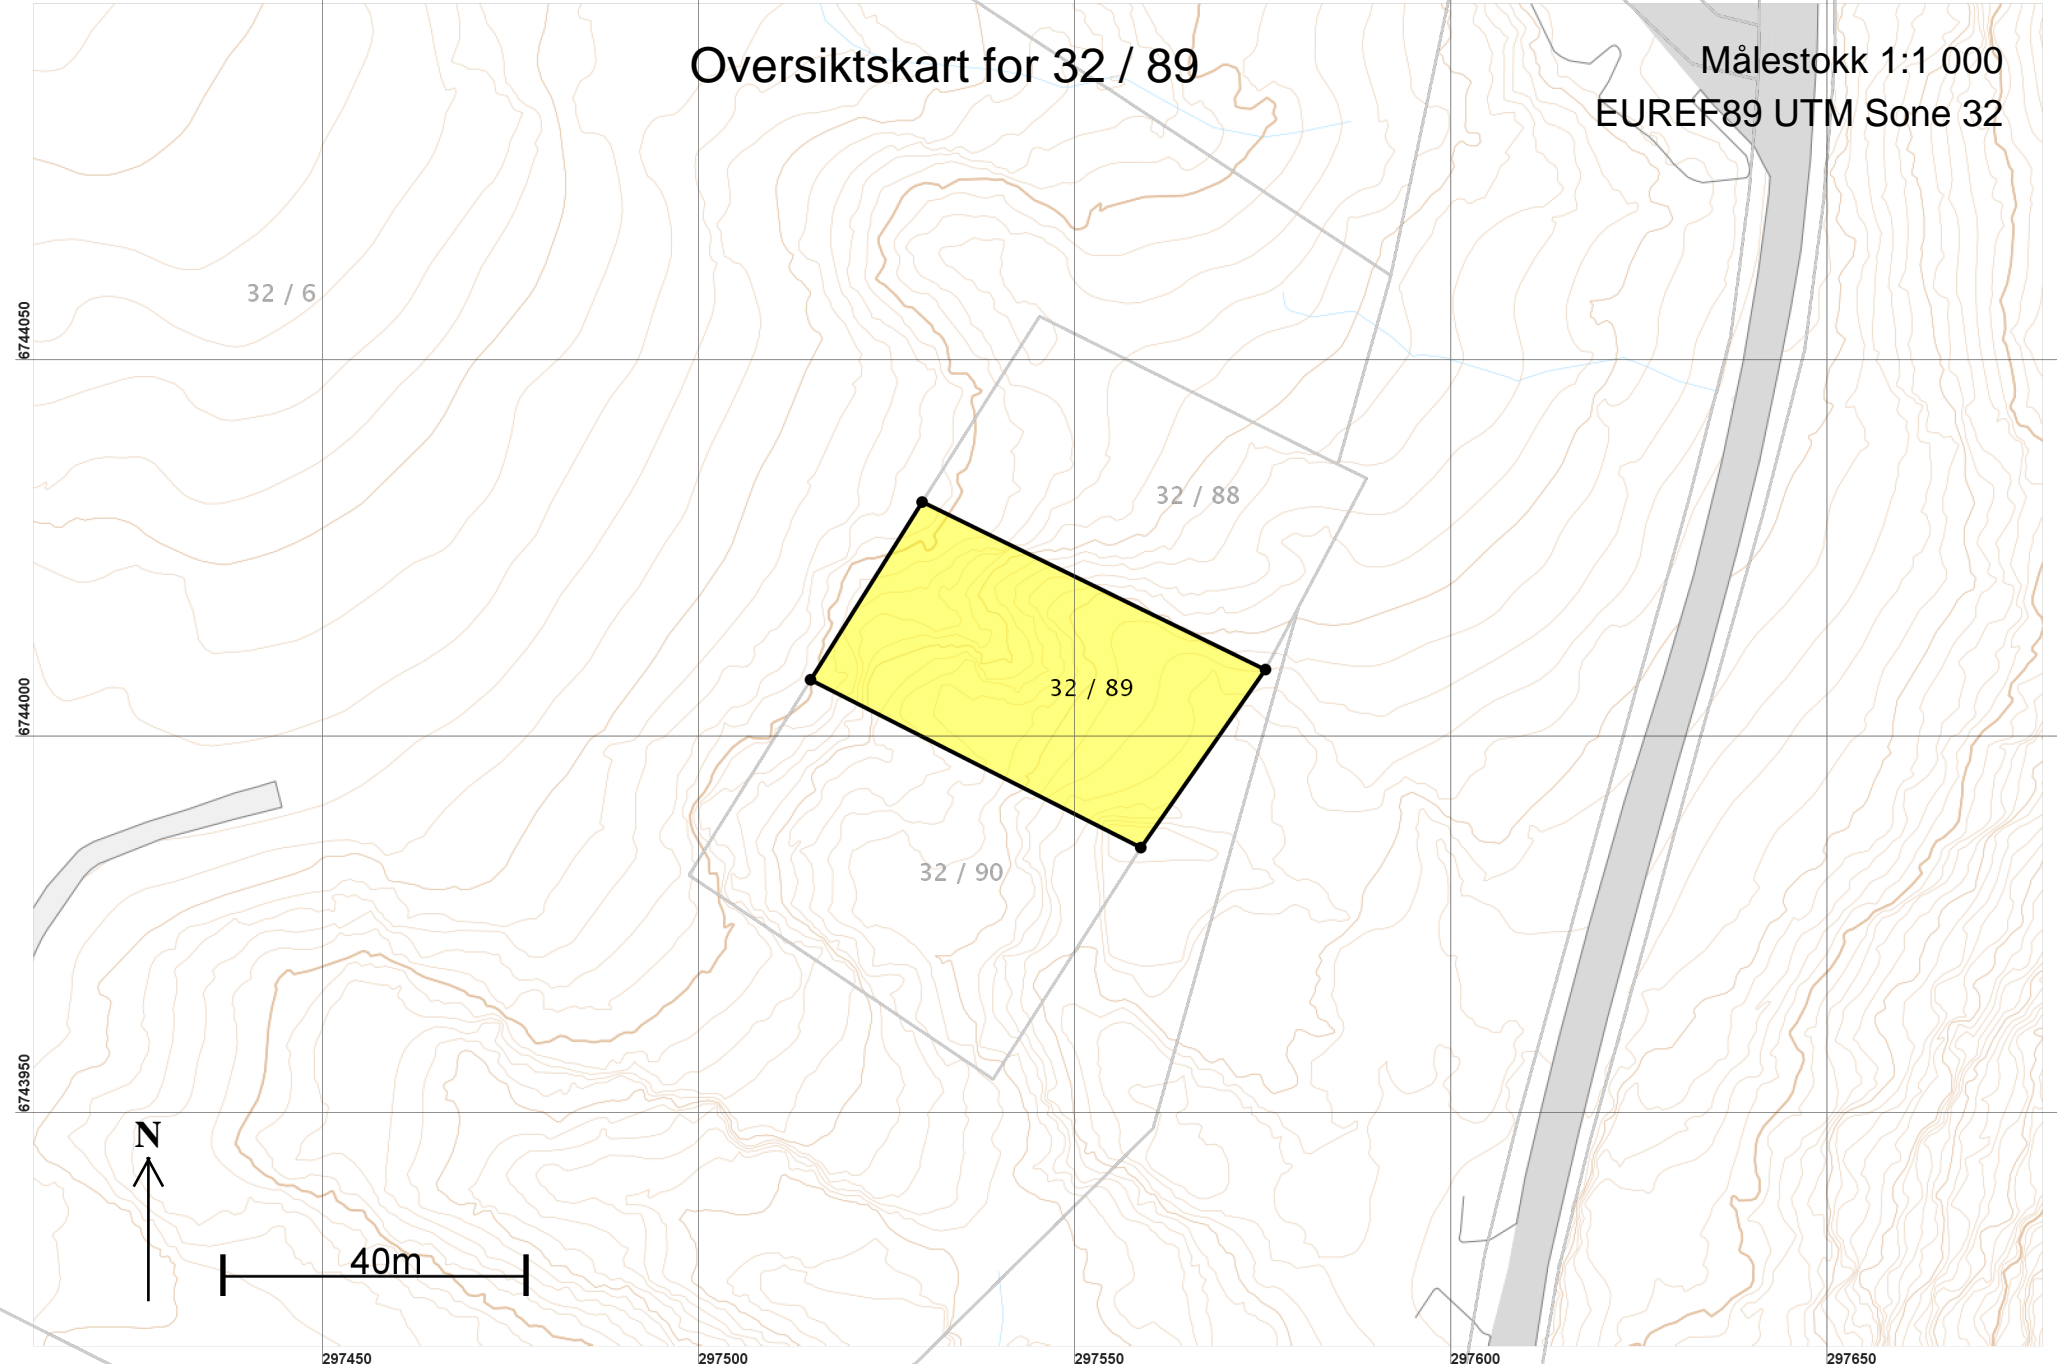 Oversiktskart for 32 / 89
Målestokk 1:1 000
EUREF89 UTM Sone 32
32 / 6
6744050
32 / 88
32 / 89
6744000
32 / 90
6743950
N
40m
297450
297500
297550
297600
297650